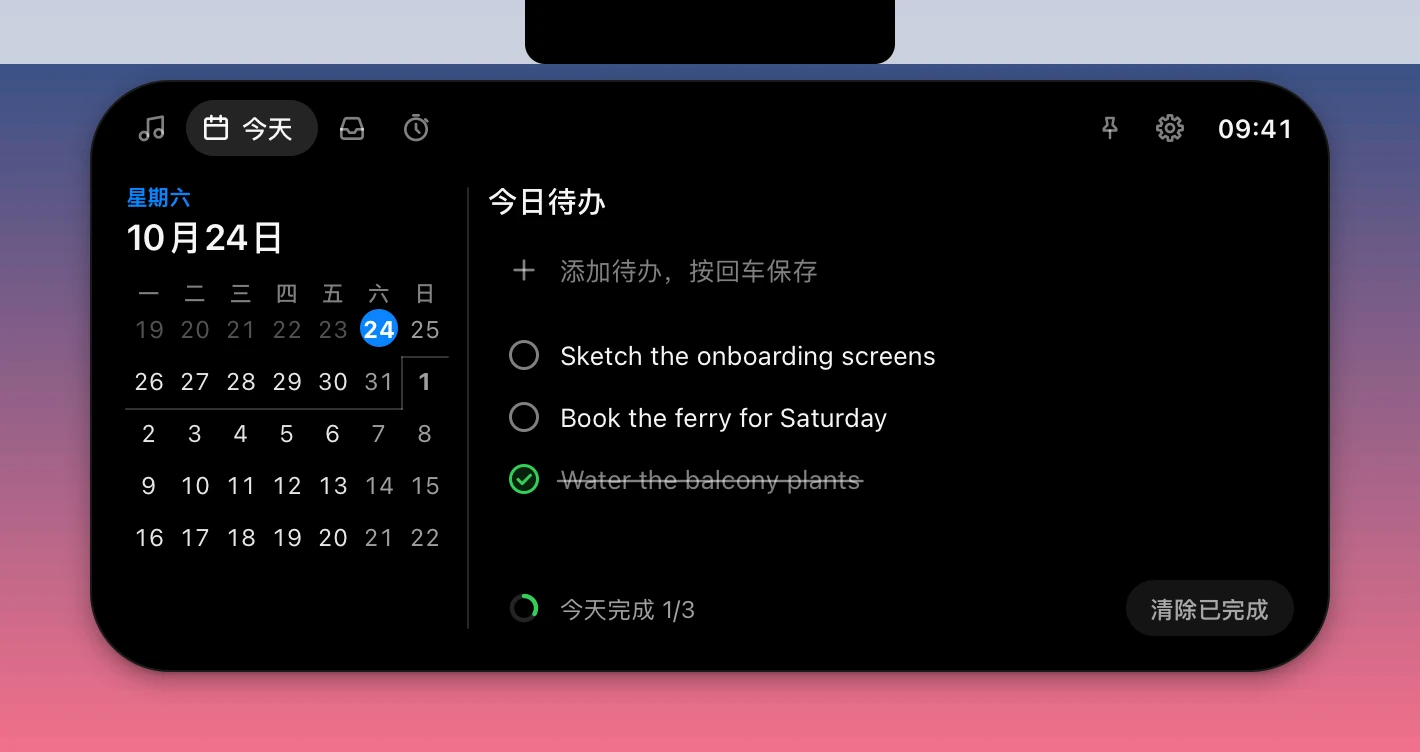 今天
09:41
星期六
10月24日
一 二 三 四 五 六 日
19 20 21 22 23 24 25
26 27 28 29 30 31 1
2 3 4 5 6 7 8
9 10 11 12 13 14 15
16 17 18 19 20 21 22
今日待办
添加待办，按回车保存
Sketch the onboarding screens
Book the ferry for Saturday
Water the balcony plants
今天完成 1/3
清除已完成